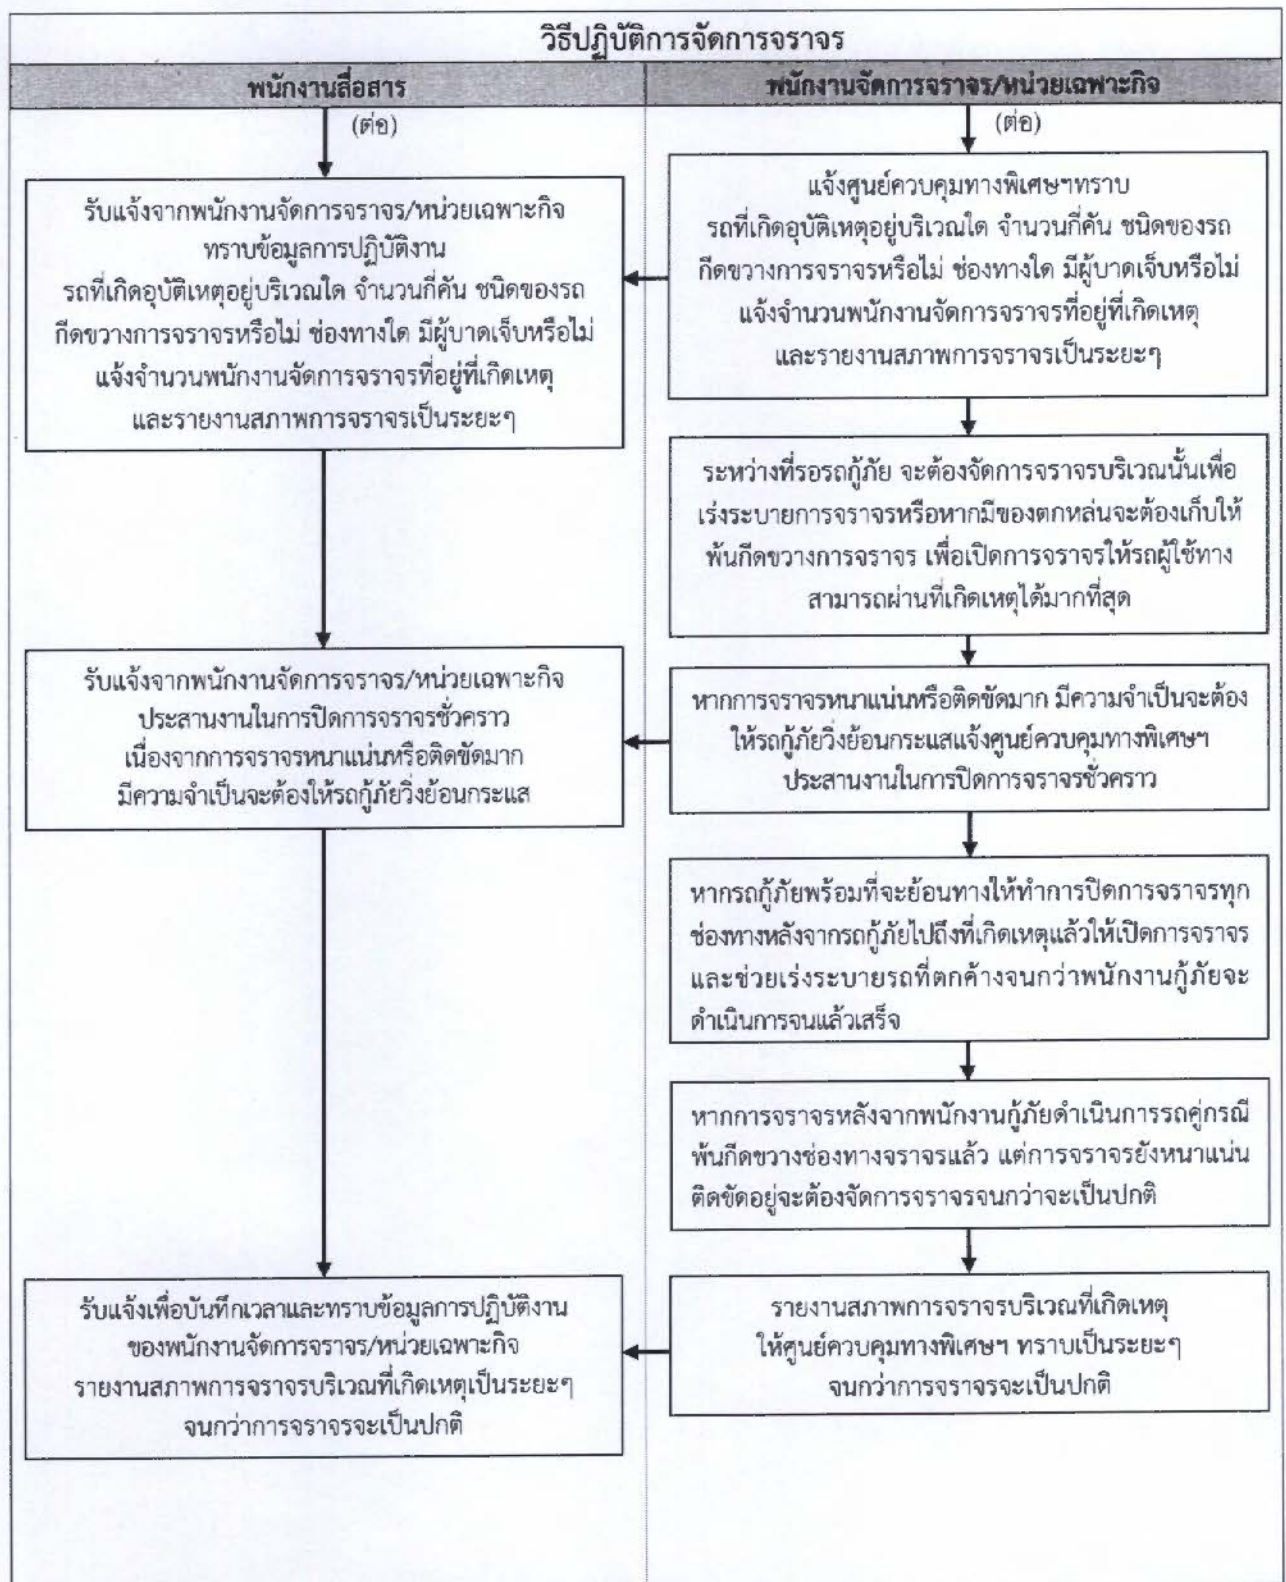 วิธีปฏิบัติการจัดการจราจร
พนักงานสื่อสาร
พนักงานจัดการจราจร/หน่วยเฉพาะกิจ
(ต่อ)
(ต่อ)
แจ้งศูนย์ควบคุมทางพิเศษฯทราบ
รถที่เกิดอุบัติเหตุอยู่บริเวณใด จำนวนกี่คัน ชนิดของรถ
กีดขวางการจราจรหรือไม่ ช่องทางใด มีผู้บาดเจ็บหรือไม่
แจ้งจำนวนพนักงานจัดการจราจรที่อยู่ที่เกิดเหตุ
และรายงานสภาพการจราจรเป็นระยะๆ
รับแจ้งจากพนักงานจัดการจราจร/หน่วยเฉพาะกิจ
ทราบข้อมูลการปฏิบัติงาน
รถที่เกิดอุบัติเหตุอยู่บริเวณใด จำนวนกี่คัน ชนิดของรถ
กีดขวางการจราจรหรือไม่ ช่องทางใด มีผู้บาดเจ็บหรือไม่
แจ้งจำนวนพนักงานจัดการจราจรที่อยู่ที่เกิดเหตุ
และรายงานสภาพการจราจรเป็นระยะๆ
ระหว่างที่รอรถกู้ภัย จะต้องจัดการจราจรบริเวณนั้นเพื่อ
เร่งระบายการจราจรหรือหากมีของตกหล่นจะต้องเก็บให้
พ้นกีดขวางการจราจร เพื่อเปิดการจราจรให้รถผู้ใช้ทาง
สามารถผ่านที่เกิดเหตุได้มากที่สุด
หากการจราจรหนาแน่นหรือติดขัดมาก มีความจำเป็นจะต้อง
ให้รถกู้ภัยวิ่งย้อนกระแสแจ้งศูนย์ควบคุมทางพิเศษฯ
ประสานงานในการปิดการจราจรชั่วคราว
รับแจ้งจากพนักงานจัดการจราจร/หน่วยเฉพาะกิจ
ประสานงานในการปิดการจราจรชั่วคราว
เนื่องจากการจราจรหนาแน่นหรือติดขัดมาก
มีความจำเป็นจะต้องให้รถกู้ภัยวิ่งย้อนกระแส
หากรถกู้ภัยพร้อมที่จะย้อนทางให้ทำการปิดการจราจรทุก
ช่องทางหลังจากรถกู้ภัยไปถึงที่เกิดเหตุแล้วให้เปิดการจราจร
และช่วยเร่งระบายรถที่ตกค้างจนกว่าพนักงานกู้ภัยจะ
ดำเนินการจนแล้วเสร็จ
หากการจราจรหลังจากพนักงานกู้ภัยดำเนินการรถคู่กรณี
พ้นกีดขวางช่องทางจราจรแล้ว แต่การจราจรยังหนาแน่น
ติดขัดอยู่จะต้องจัดการจราจรจนกว่าจะเป็นปกติ
รายงานสภาพการจราจรบริเวณที่เกิดเหตุ
ให้ศูนย์ควบคุมทางพิเศษฯ ทราบเป็นระยะๆ
จนกว่าการจราจรจะเป็นปกติ
รับแจ้งเพื่อบันทึกเวลาและทราบข้อมูลการปฏิบัติงาน
ของพนักงานจัดการจราจร/หน่วยเฉพาะกิจ
รายงานสภาพการจราจรบริเวณที่เกิดเหตุเป็นระยะๆ
จนกว่าการจราจรจะเป็นปกติ